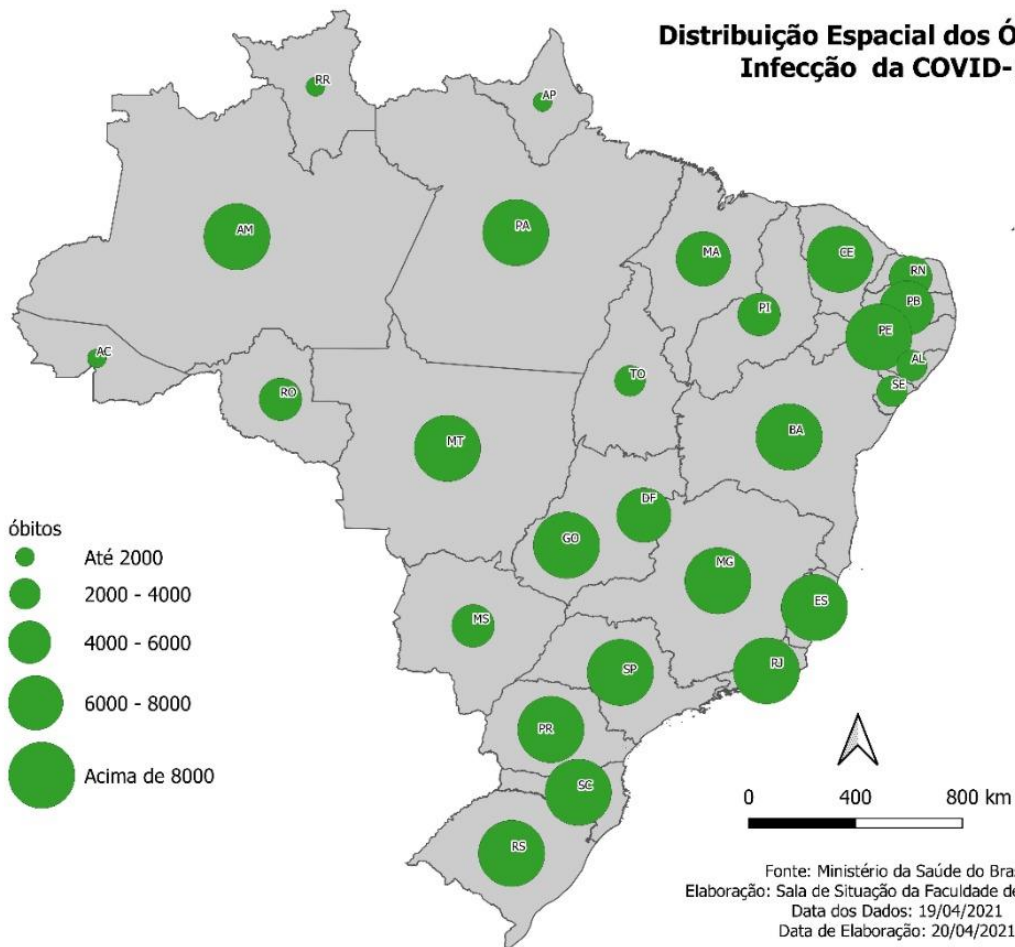 Distribuição Espacial dos Ó
Infecção da COVID-
RR
AP
AM
PA
MA
CE
RN
PI
PB
PE
AC
AL
TO
SE
RO
MT
BA
DF
GO
MG
ES
MS
SP
RJ
PR
SC
RS
óbitos
Até 2000
2000 - 4000
4000 - 6000
6000 - 8000
Acima de 8000
0 400 800 km
Fonte: Ministério da Saúde do Bras
Elaboração: Sala de Situação da Faculdade de
Data dos Dados: 19/04/2021
Data de Elaboração: 20/04/2021